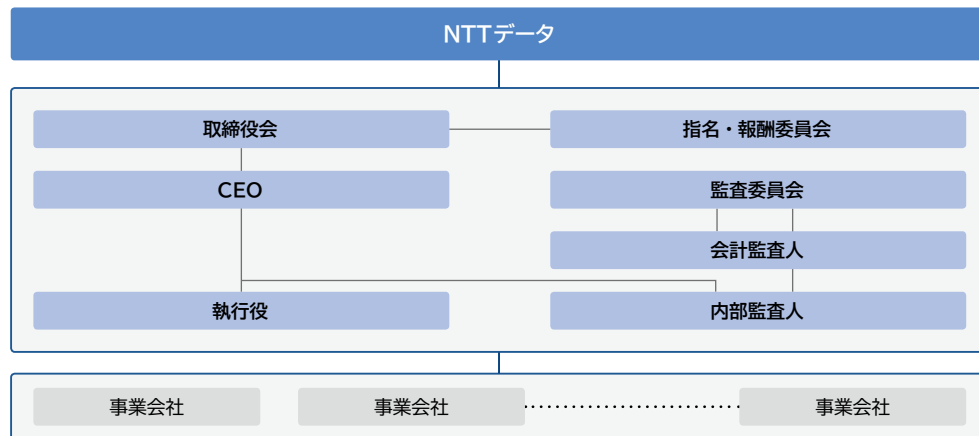 NTTデータ
取締役会
指名・報酬委員会
CEO
監査委員会
会計監査人
執行役
内部監査人
事業会社
事業会社
事業会社